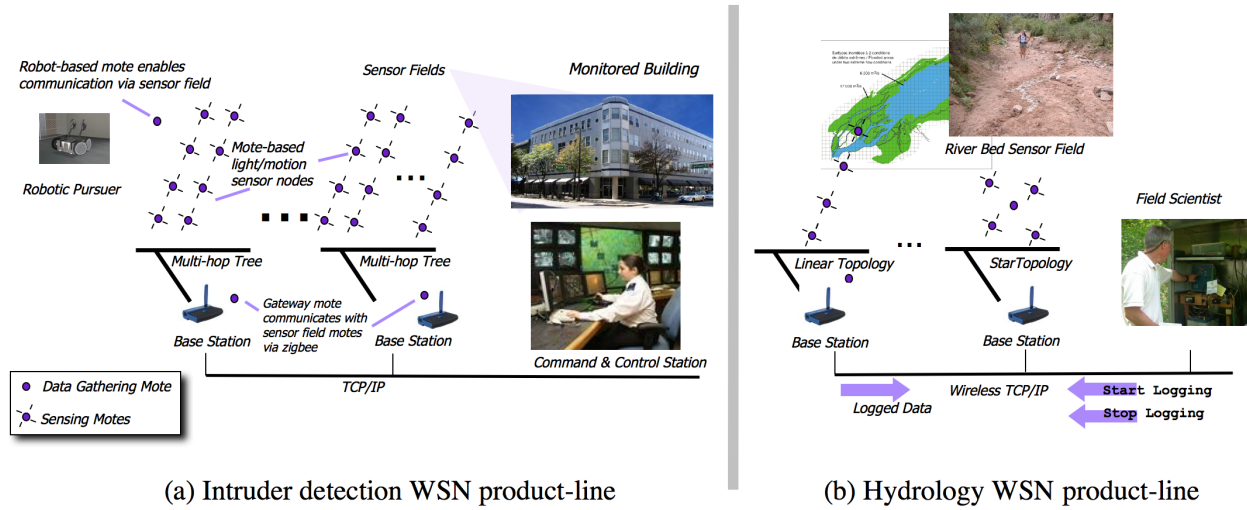 Robot-based mote enables
communication via sensor field
Sensor Fields
Monitored Building
Mote-based
light/motion
sensor nodes
Robotic Pursuer
...
...
Multi-hop Tree
Multi-hop Tree
Gateway mote
communicates with
sensor field motes
via zigbee
Base Station
Base Station
Command & Control Station
TCP/IP
Data Gathering Mote
Sensing Motes
(a) Intruder detection WSN product-line
River Bed Sensor Field
Field Scientist
...
Linear Topology
StarTopology
Base Station
Base Station
Logged Data
Wireless TCP/IP
Start Logging
Stop Logging
(b) Hydrology WSN product-line